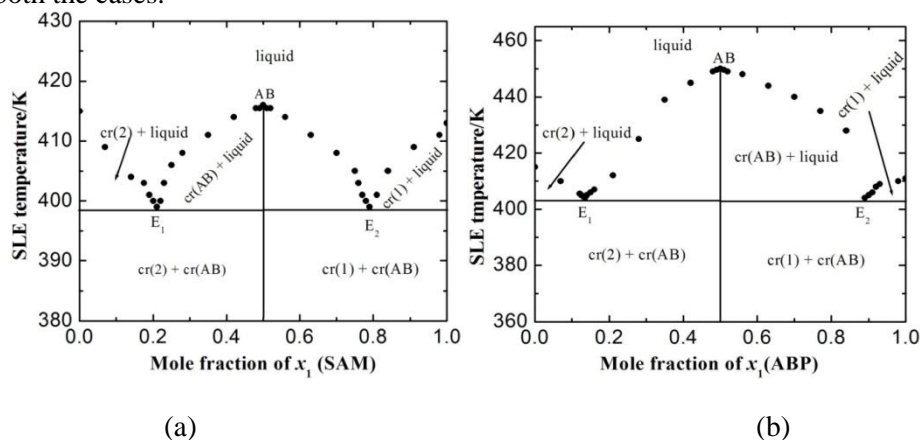 both the cases.
430
420
410
400
390
380
SLE temperature/K
liquid
AB
cr(2) + liquid
cr(AB) + liquid
cr(1) + liquid
E1
E2
cr(2) + cr(AB)
cr(1) + cr(AB)
0.0 0.2 0.4 0.6 0.8 1.0
Mole fraction of x1 (SAM)
(a)
460
440
420
400
380
360
SLE tmperature/K
liquid
AB
cr(1) + liquid
cr(2) + liquid
cr(AB) + liquid
E1
E2
cr(2) + cr(AB)
cr(1) + cr(AB)
0.0 0.2 0.4 0.6 0.8 1.0
Mole fraction of x1(ABP)
(b)